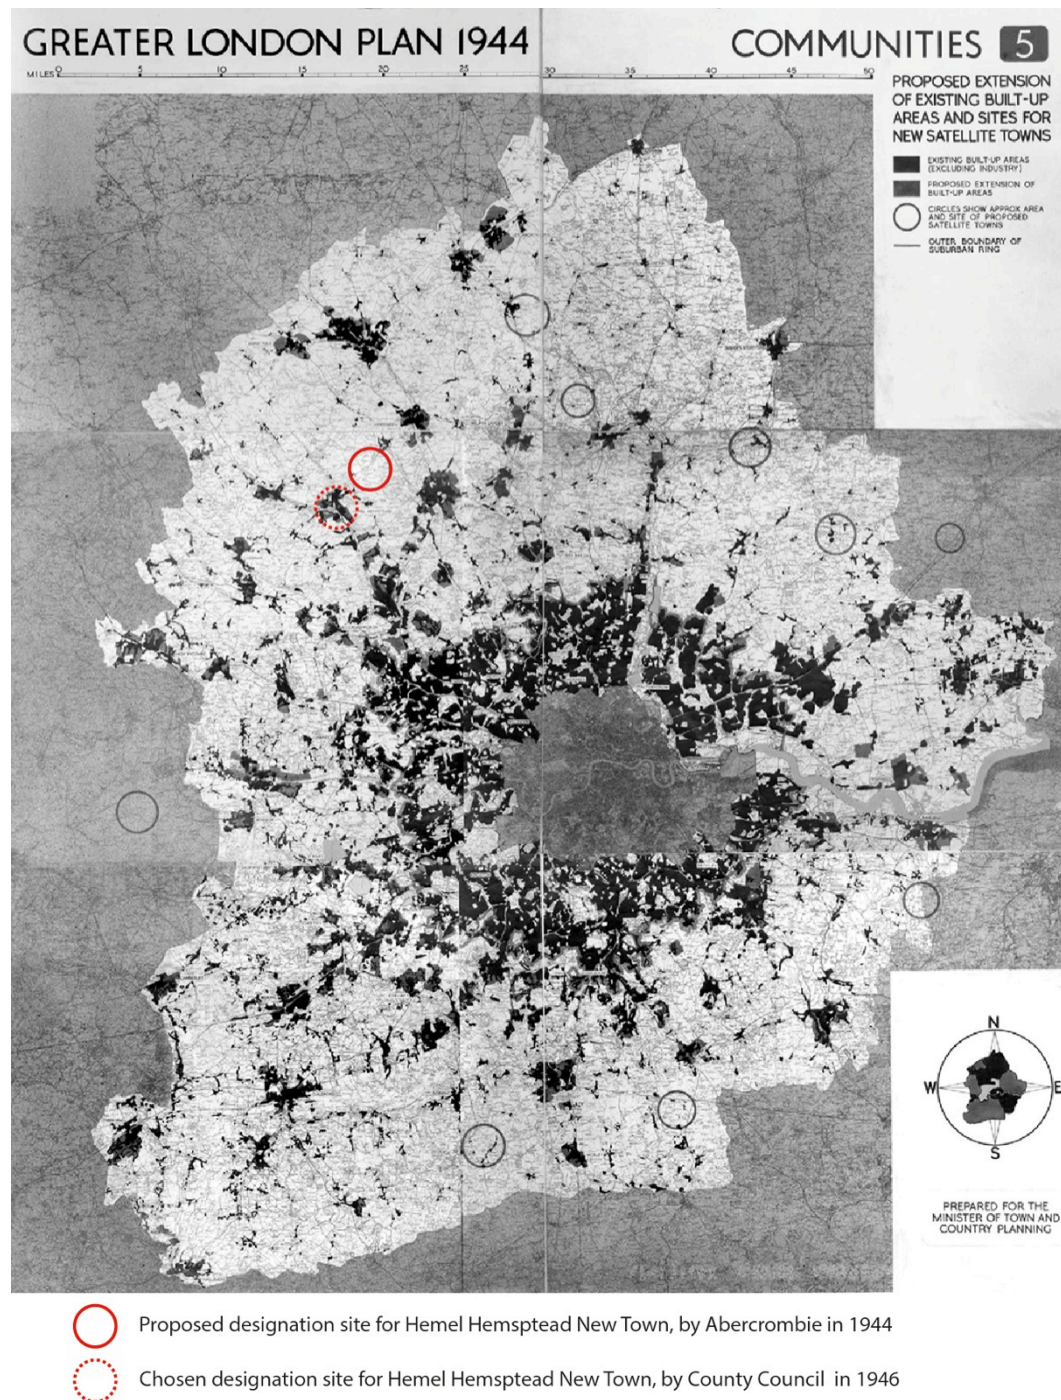 GREATER LONDON PLAN 1944
COMMUNITIES 5
MILES 0 5 10 15 20 25 30 35 40 45 50
PROPOSED EXTENSION
OF EXISTING BUILT-UP
AREAS AND SITES FOR
NEW SATELLITE TOWNS
EXISTING BUILT-UP AREAS
(EXCLUDING INDUSTRY)
PROPOSED EXTENSION OF
BUILT-UP AREAS
CIRCLES SHOW APPROX AREA
AND SITE OF PROPOSED
SATELLITE TOWNS
OUTER BOUNDARY OF
SUBURBAN RING
N
W E
S
PREPARED FOR THE
MINISTER OF TOWN AND
COUNTRY PLANNING
Proposed designation site for Hemel Hemsptead New Town, by Abercrombie in 1944
Chosen designation site for Hemel Hemsptead New Town, by County Council in 1946